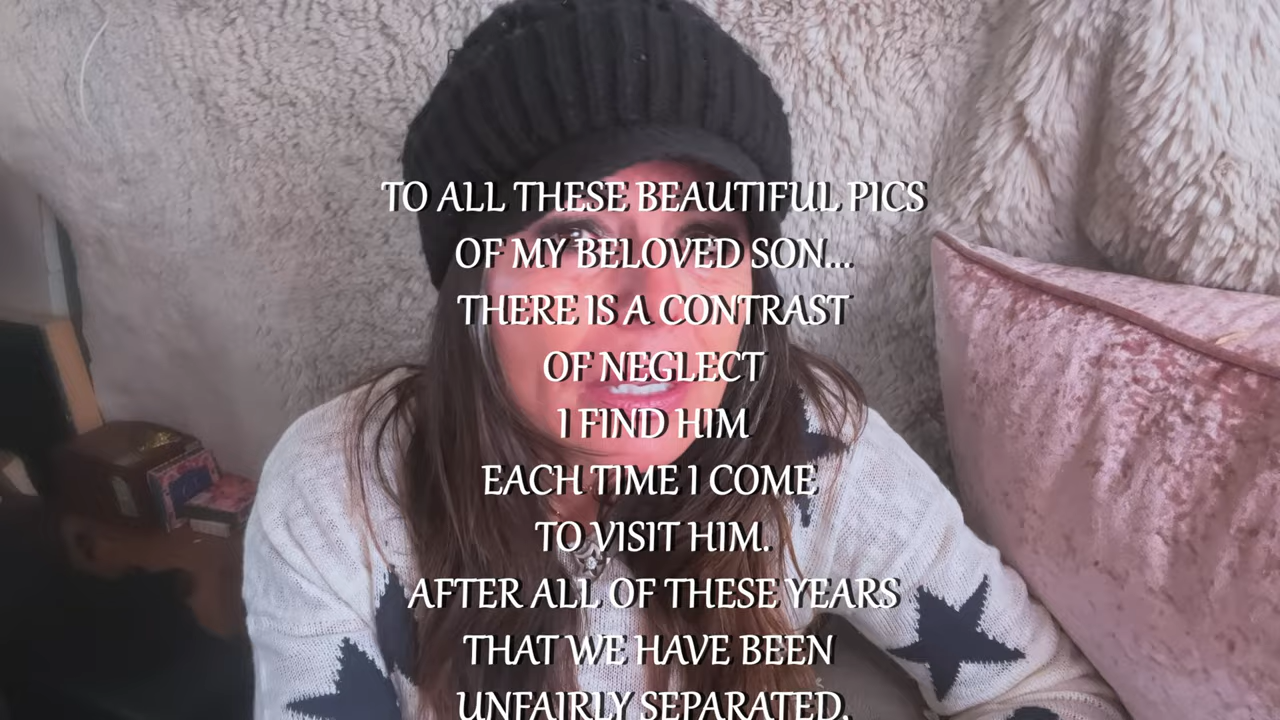 TO ALL THESE BEAUTIFUL PICS
OF MY BELOVED SON...
THERE IS A CONTRAST
OF NEGLECT
I FIND HIM
EACH TIME I COME
TO VISIT HIM.
AFTER ALL OF THESE YEARS
THAT WE HAVE BEEN
UNFAIRLY SEPARATED,